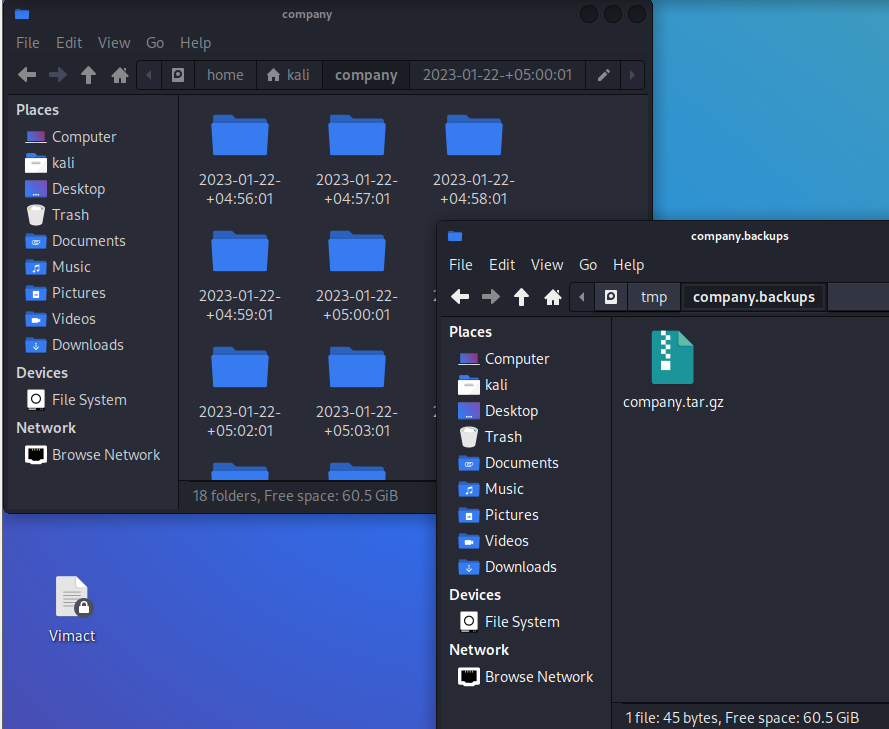 company
File Edit View Go Help
home kali company 2023-01-22-+05:00:01
Places
Computer
kali
Desktop
Trash
Documents
Music
Pictures
Videos
Downloads
Devices
File System
Network
Browse Network
2023-01-22-
+04:56:01
2023-01-22-
+04:57:01
2023-01-22-
+04:58:01
2023-01-22-
+04:59:01
2023-01-22-
+05:00:01
2023-01-22-
+05:02:01
2023-01-22-
+05:03:01
18 folders, Free space: 60.5 GiB
Vimact
company.backups
File Edit View Go Help
tmp company.backups
Places
Computer
kali
Desktop
Trash
Documents
Music
Pictures
Videos
Downloads
Devices
File System
Network
Browse Network
company.tar.gz
1 file: 45 bytes, Free space: 60.5 GiB